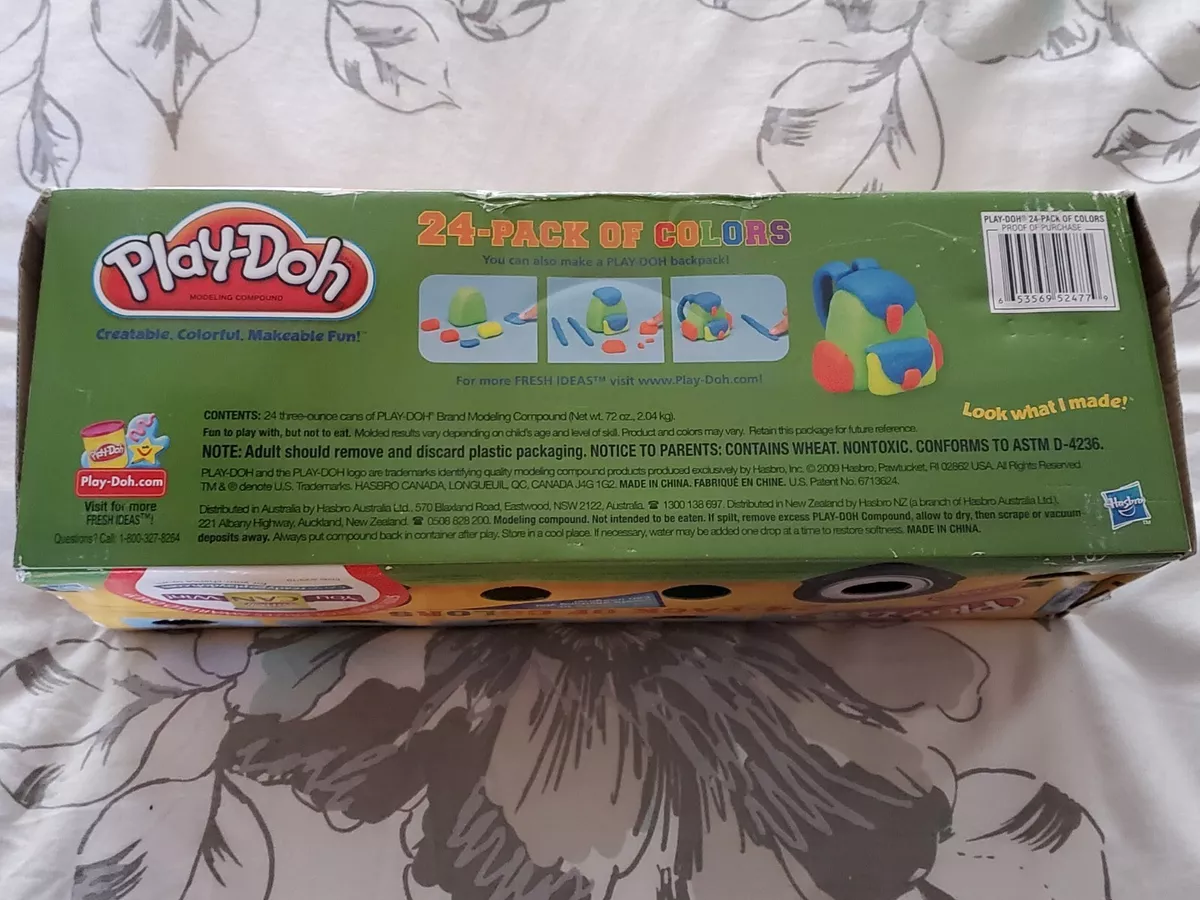 Play-Doh
MODELING COMPOUND
Creatable. Colorful. Makeable Fun!™
24-PACK OF COLORS
You can also make a PLAY-DOH backpack!
For more FRESH IDEAS™ visit www.Play-Doh.com!
PLAY-DOH® 24-PACK OF COLORS
PROOF OF PURCHASE
6 53569 52477 9
Look what I made!™
CONTENTS: 24 three-ounce cans of PLAY-DOH® Brand Modeling Compound (Net wt. 72 oz., 2.04 kg).
Fun to play with, but not to eat. Molded results vary depending on child's age and level of skill. Product and colors may vary. Retain this package for future reference.
NOTE: Adult should remove and discard plastic packaging. NOTICE TO PARENTS: CONTAINS WHEAT. NONTOXIC. CONFORMS TO ASTM D-4236.
PLAY-DOH and the PLAY-DOH logo are trademarks identifying quality modeling compound products produced exclusively by Hasbro, Inc. © 2009 Hasbro, Pawtucket, RI 02862 USA. All Rights Reserved.
TM & ® denote U.S. Trademarks. HASBRO CANADA, LONGUEUIL, QC, CANADA J4G 1G2. MADE IN CHINA. FABRIQUÉ EN CHINE. U.S. Patent No. 6713624.
Distributed in Australia by Hasbro Australia Ltd., 570 Blaxland Road, Eastwood, NSW 2122, Australia. ☎ 1300 138 697. Distributed in New Zealand by Hasbro NZ (a branch of Hasbro Australia Ltd.),
221 Albany Highway, Auckland, New Zealand. ☎ 0508 828 200. Modeling compound. Not intended to be eaten. If spilt, remove excess PLAY-DOH Compound, allow to dry, then scrape or vacuum
deposits away. Always put compound back in container after play. Store in a cool place. If necessary, water may be added one drop at a time to restore softness. MADE IN CHINA.
Play-Doh
Play-Doh.com
Visit for more
FRESH IDEAS™!
Questions? Call: 1-800-327-8264
Hasbro
™
YOU CAN WIN!
COLORS